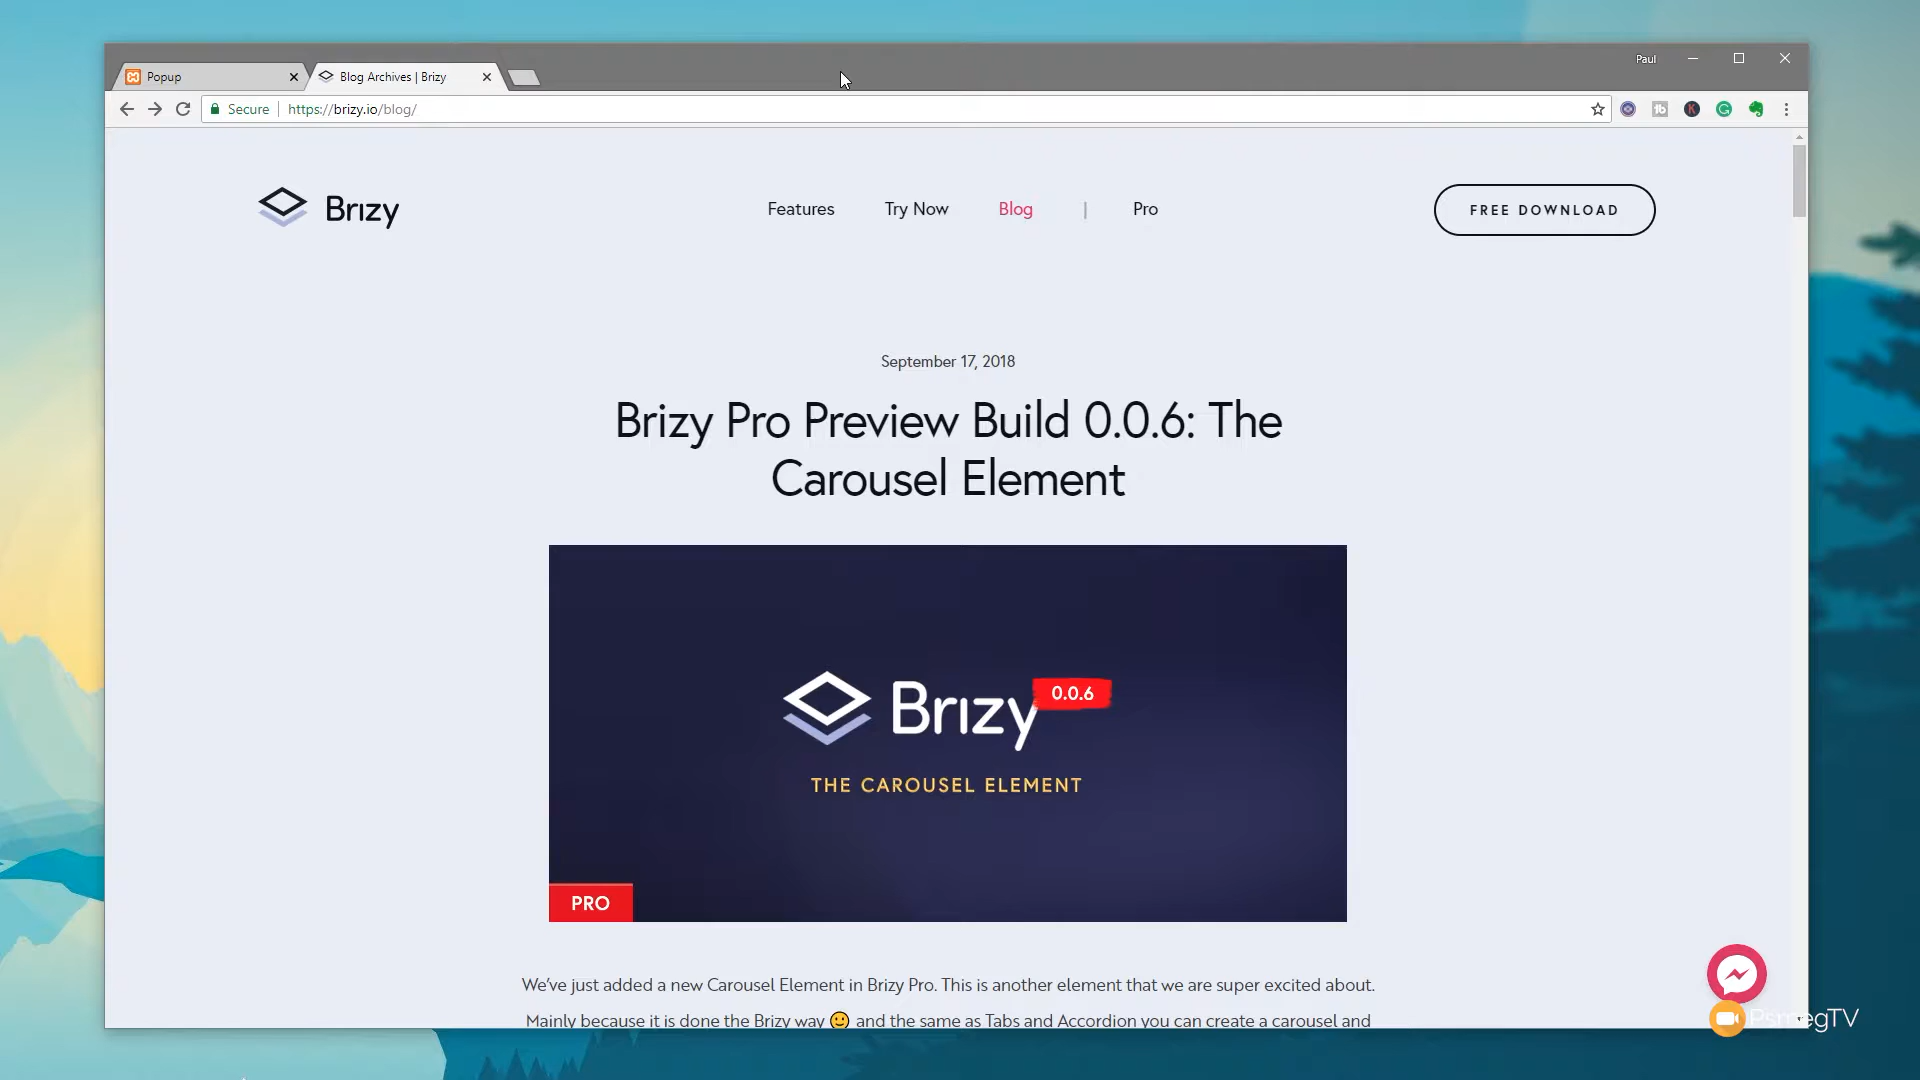 Paul
Popup
Blog Archives | Brizy
Secure
https://brizy.io/blog/
Brizy
Features
Try Now
Blog
|
Pro
FREE DOWNLOAD
September 17, 2018
Brizy Pro Preview Build 0.0.6: The
Carousel Element
Brizy
0.0.6
THE CAROUSEL ELEMENT
PRO
We've just added a new Carousel Element in Brizy Pro. This is another element that we are super excited about.
Mainly because it is done the Brizy way 🙂 and the same as Tabs and Accordion you can create a carousel and